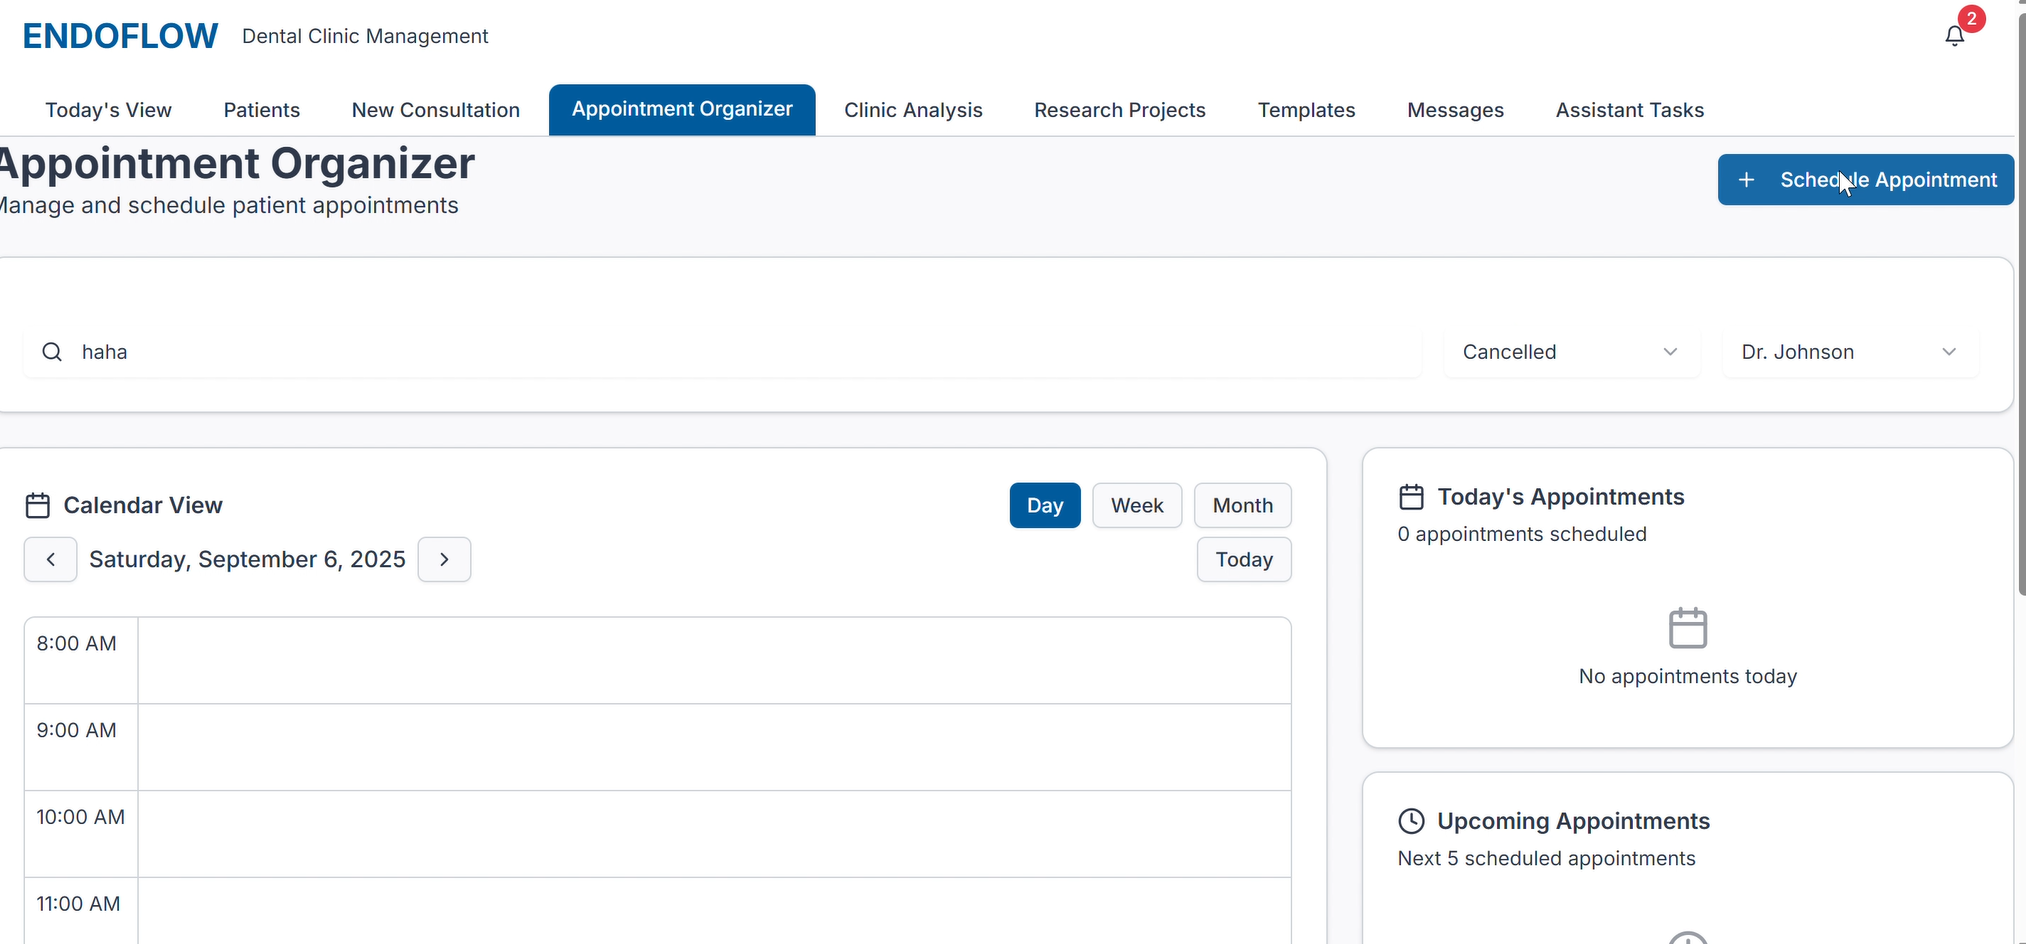 ENDOFLOW Dental Clinic Management 2
Today's View Patients New Consultation Appointment Organizer Clinic Analysis Research Projects Templates Messages Assistant Tasks
Appointment Organizer
Manage and schedule patient appointments
+ Schedule Appointment
haha Cancelled Dr. Johnson
Calendar View Day Week Month
Saturday, September 6, 2025 Today
8:00 AM
9:00 AM
10:00 AM
11:00 AM
Today's Appointments
0 appointments scheduled
No appointments today
Upcoming Appointments
Next 5 scheduled appointments